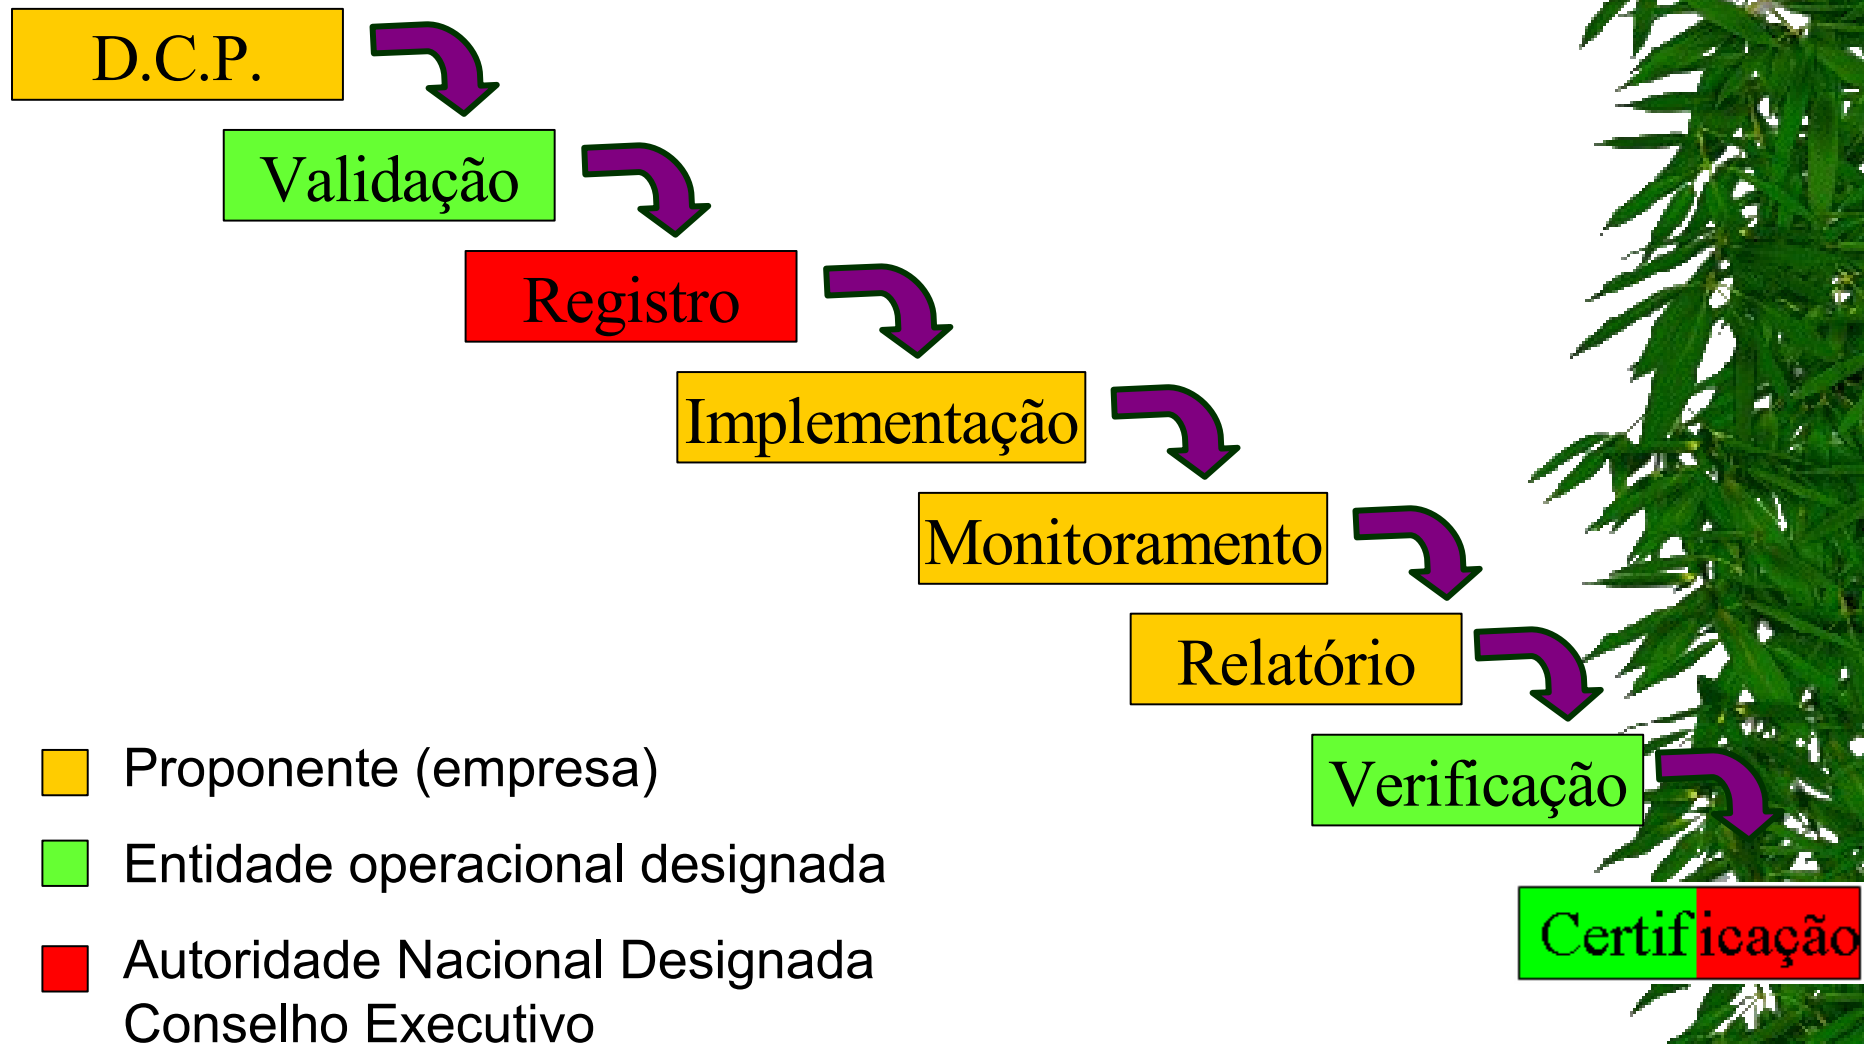 D.C.P.
Validação
Registro
Implementação
Monitoramento
Relatório
Verificação
Certificação
Proponente (empresa)
Entidade operacional designada
Autoridade Nacional Designada
Conselho Executivo